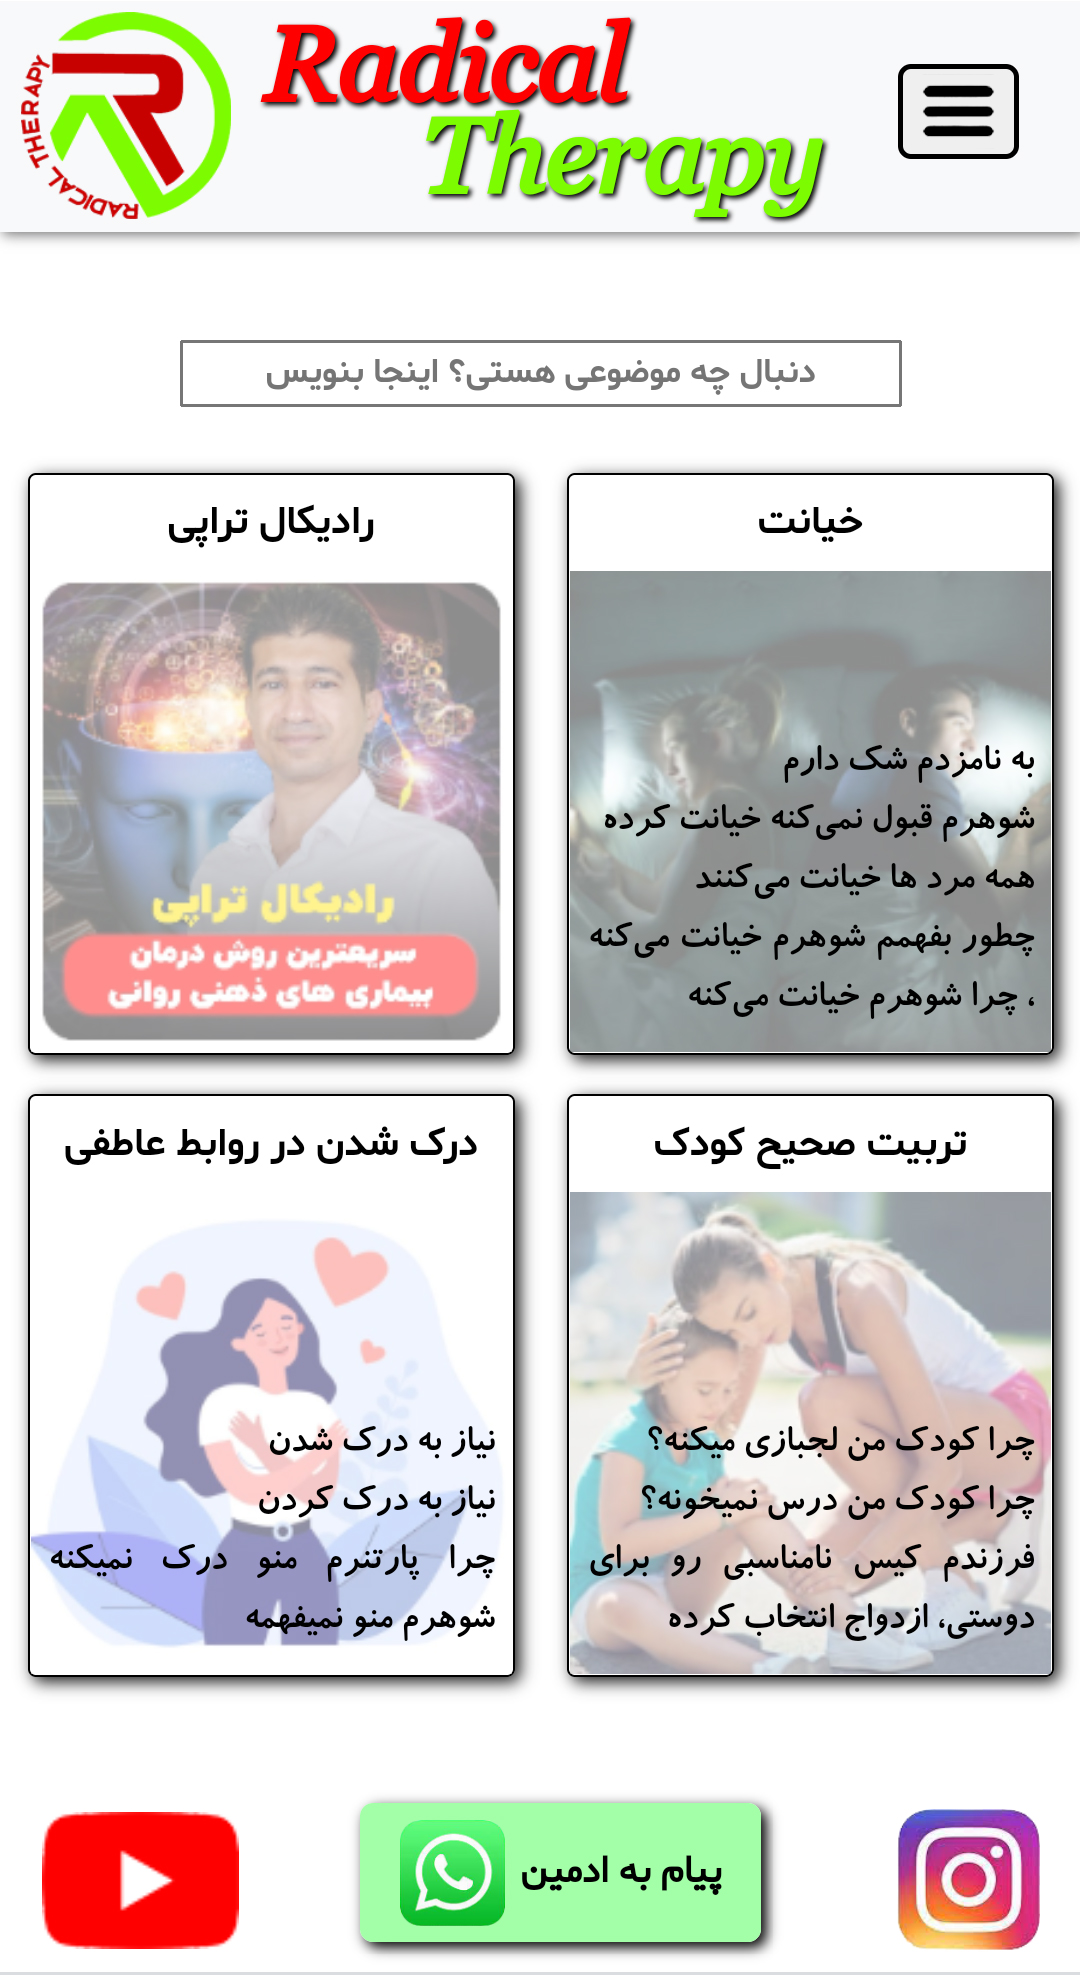 RADICAL THERAPY
Radical
Therapy
دنبال چه موضوعی هستی؟ اینجا بنویس
خیانت
به نامزدم شک دارم
شوهرم قبول نمی‌کنه خیانت کرده
همه مرد ها خیانت می‌کنند
چطور بفهمم شوهرم خیانت می‌کنه
، چرا شوهرم خیانت می‌کنه
رادیکال تراپی
رادیکال تراپی
سریعترین روش درمان
بیماری های ذهنی روانی
تربیت صحیح کودک
چرا کودک من لجبازی میکنه؟
چرا کودک من درس نمیخونه؟
فرزندم کیس نامناسبی رو برای
دوستی، ازدواج انتخاب کرده
درک شدن در روابط عاطفی
نیاز به درک شدن
نیاز به درک کردن
چرا پارتنرم منو درک نمیکنه
شوهرم منو نمیفهمه
پیام به ادمین